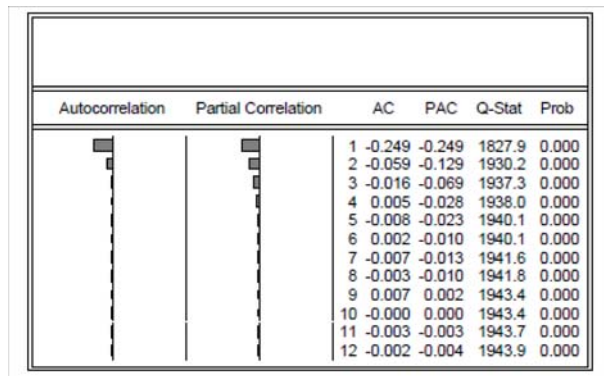 Autocorrelation Partial Correlation AC PAC Q-Stat Prob
1 -0.249 -0.249 1827.9 0.000
2 -0.059 -0.129 1930.2 0.000
3 -0.016 -0.069 1937.3 0.000
4 0.005 -0.028 1938.0 0.000
5 -0.008 -0.023 1940.1 0.000
6 0.002 -0.010 1940.1 0.000
7 -0.007 -0.013 1941.6 0.000
8 -0.003 -0.010 1941.8 0.000
9 0.007 0.002 1943.4 0.000
10 -0.000 0.000 1943.4 0.000
11 -0.003 -0.003 1943.7 0.000
12 -0.002 -0.004 1943.9 0.000